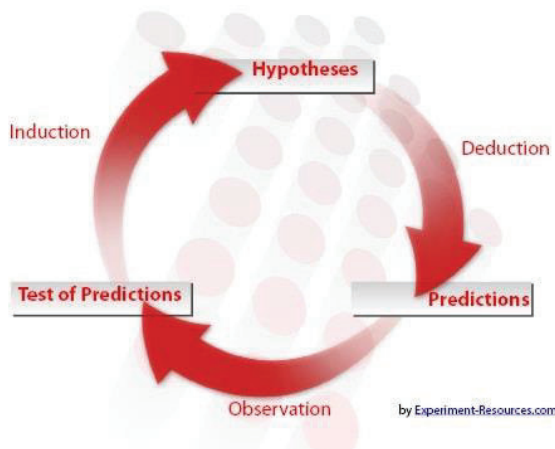 Hypotheses
Induction
Deduction
Test of Predictions
Predictions
Observation
by Experiment-Resources.com